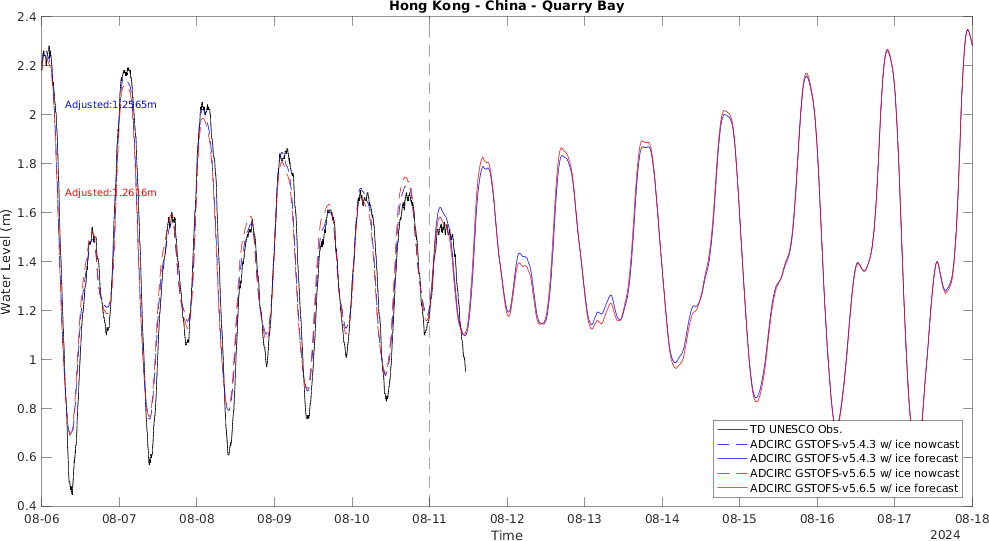 Hong Kong - China - Quarry Bay
Water Level (m)
2.4
2.2
2
1.8
1.6
1.4
1.2
1
0.8
0.6
0.4
Adjusted:1.2565m
Adjusted:1.2616m
TD UNESCO Obs.
ADCIRC GSTOFS-v5.4.3 w/ ice nowcast
ADCIRC GSTOFS-v5.4.3 w/ ice forecast
ADCIRC GSTOFS-v5.6.5 w/ ice nowcast
ADCIRC GSTOFS-v5.6.5 w/ ice forecast
08-06 08-07 08-08 08-09 08-10 08-11 08-12 08-13 08-14 08-15 08-16 08-17 08-18
Time
2024